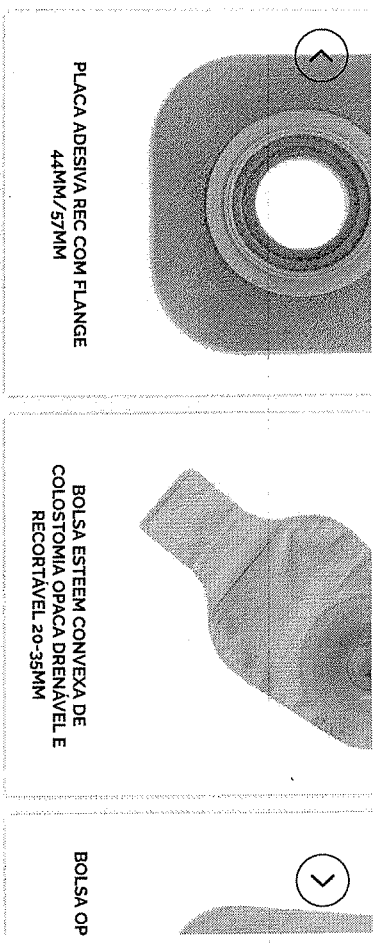 PLACA ADESIVA REC COM FLANGE
44MM/57MM
BOLSA ESTEEM CONVEXA DE
COLOSTOMIA OPACA DRENÁVEL E
RECORTÁVEL 20-35MM
BOLSA OP